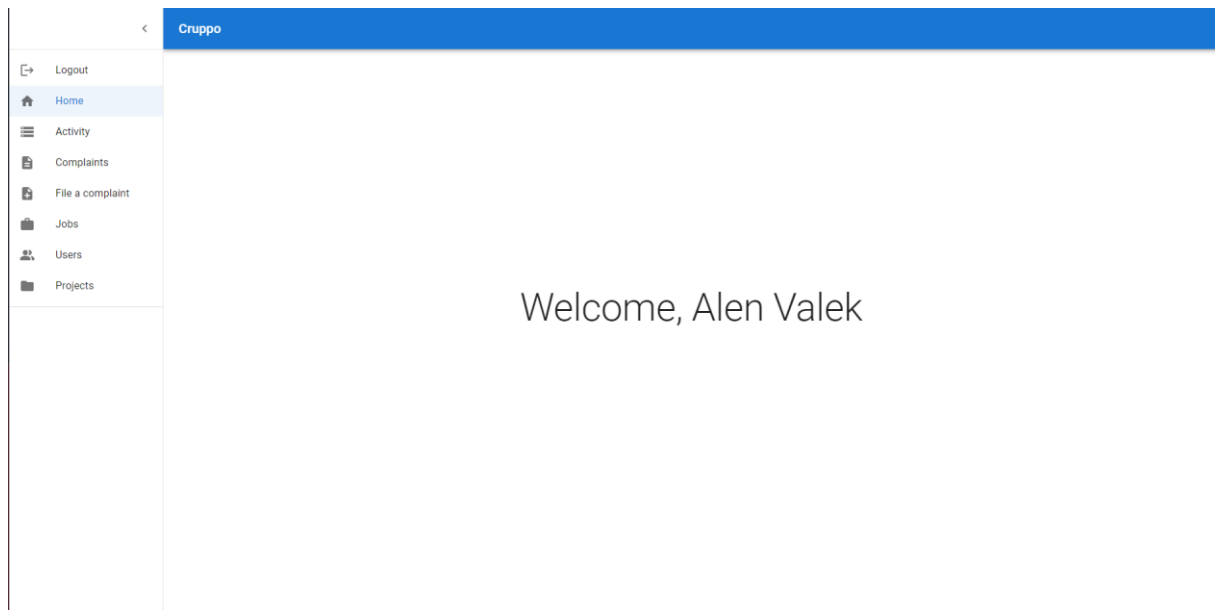 Cruppo
Logout
Home
Activity
Complaints
File a complaint
Jobs
Users
Projects
Welcome, Alen Valek